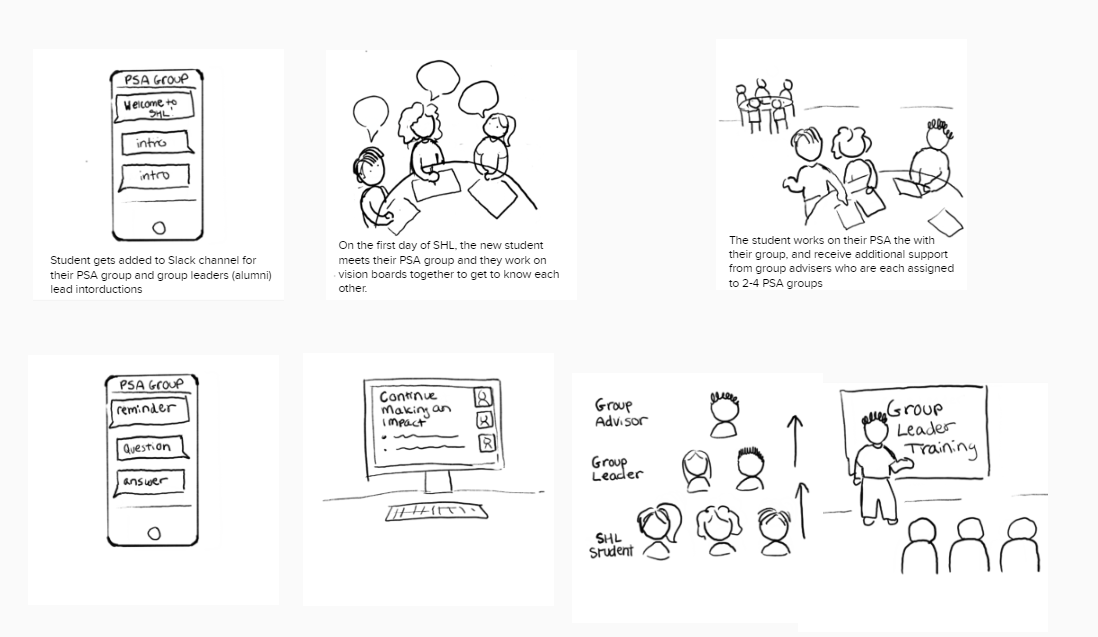 PSA GROUP
Welcome to
SHL!
intro
intro
Student gets added to Slack channel for
their PSA group and group leaders (alumni)
lead intorductions
On the first day of SHL, the new student
meets their PSA group and they work on
vision boards together to get to know each
other.
The student works on their PSA the with
their group, and receive additional support
from group advisers who are each assigned
to 2-4 PSA groups
PSA GROUP
reminder
Question
answer
Continue
Making an
impact
Group
Advisor
Group
Leader
SHL
Student
Group
Leader
Training